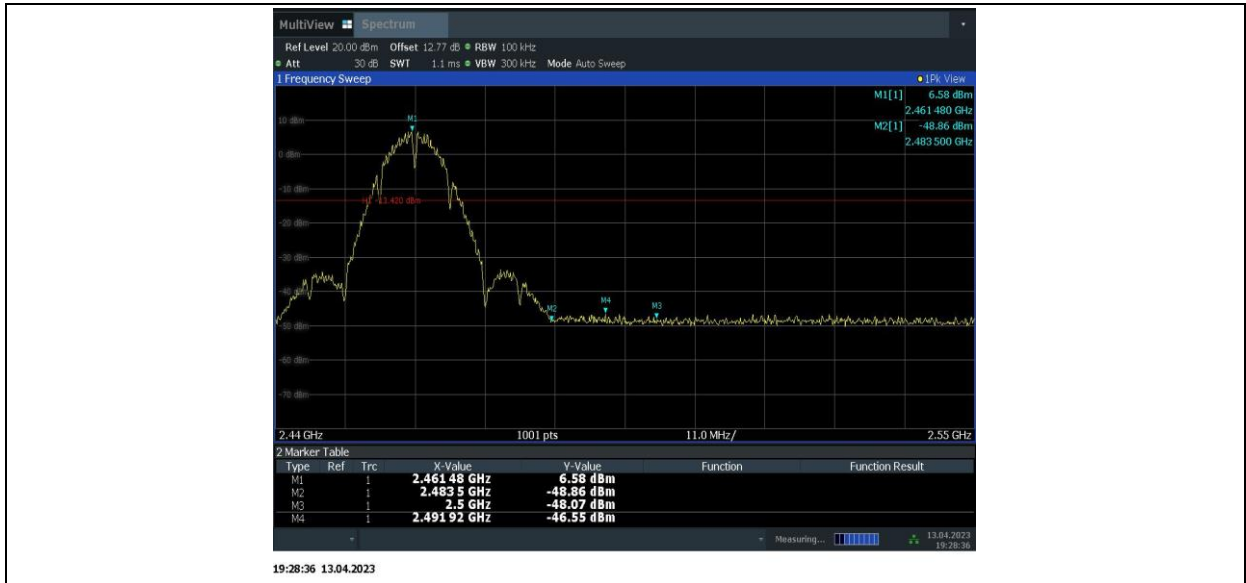 MultiView Spectrum
Ref Level 20.00 dBm Offset 12.77 dB RBW 100 kHz
Att 30 dB SWT 1.1 ms VBW 300 kHz Mode Auto Sweep
1 Frequency Sweep 1Pk View
M1[1] 6.58 dBm
2.461 480 GHz
M2[1] -48.86 dBm
2.483 500 GHz
10 dBm
M1
0 dBm
-10 dBm
H1 -13.420 dBm
-20 dBm
-30 dBm
-40 dBm
M2 M4 M3
-50 dBm
-60 dBm
-70 dBm
2.44 GHz 1001 pts 11.0 MHz/ 2.55 GHz
2 Marker Table
Type Ref Trc X-Value Y-Value Function Function Result
M1 1 2.461 48 GHz 6.58 dBm
M2 1 2.483 5 GHz -48.86 dBm
M3 1 2.5 GHz -48.07 dBm
M4 1 2.491 92 GHz -46.55 dBm
Measuring... 13.04.2023
19:28:36
19:28:36 13.04.2023